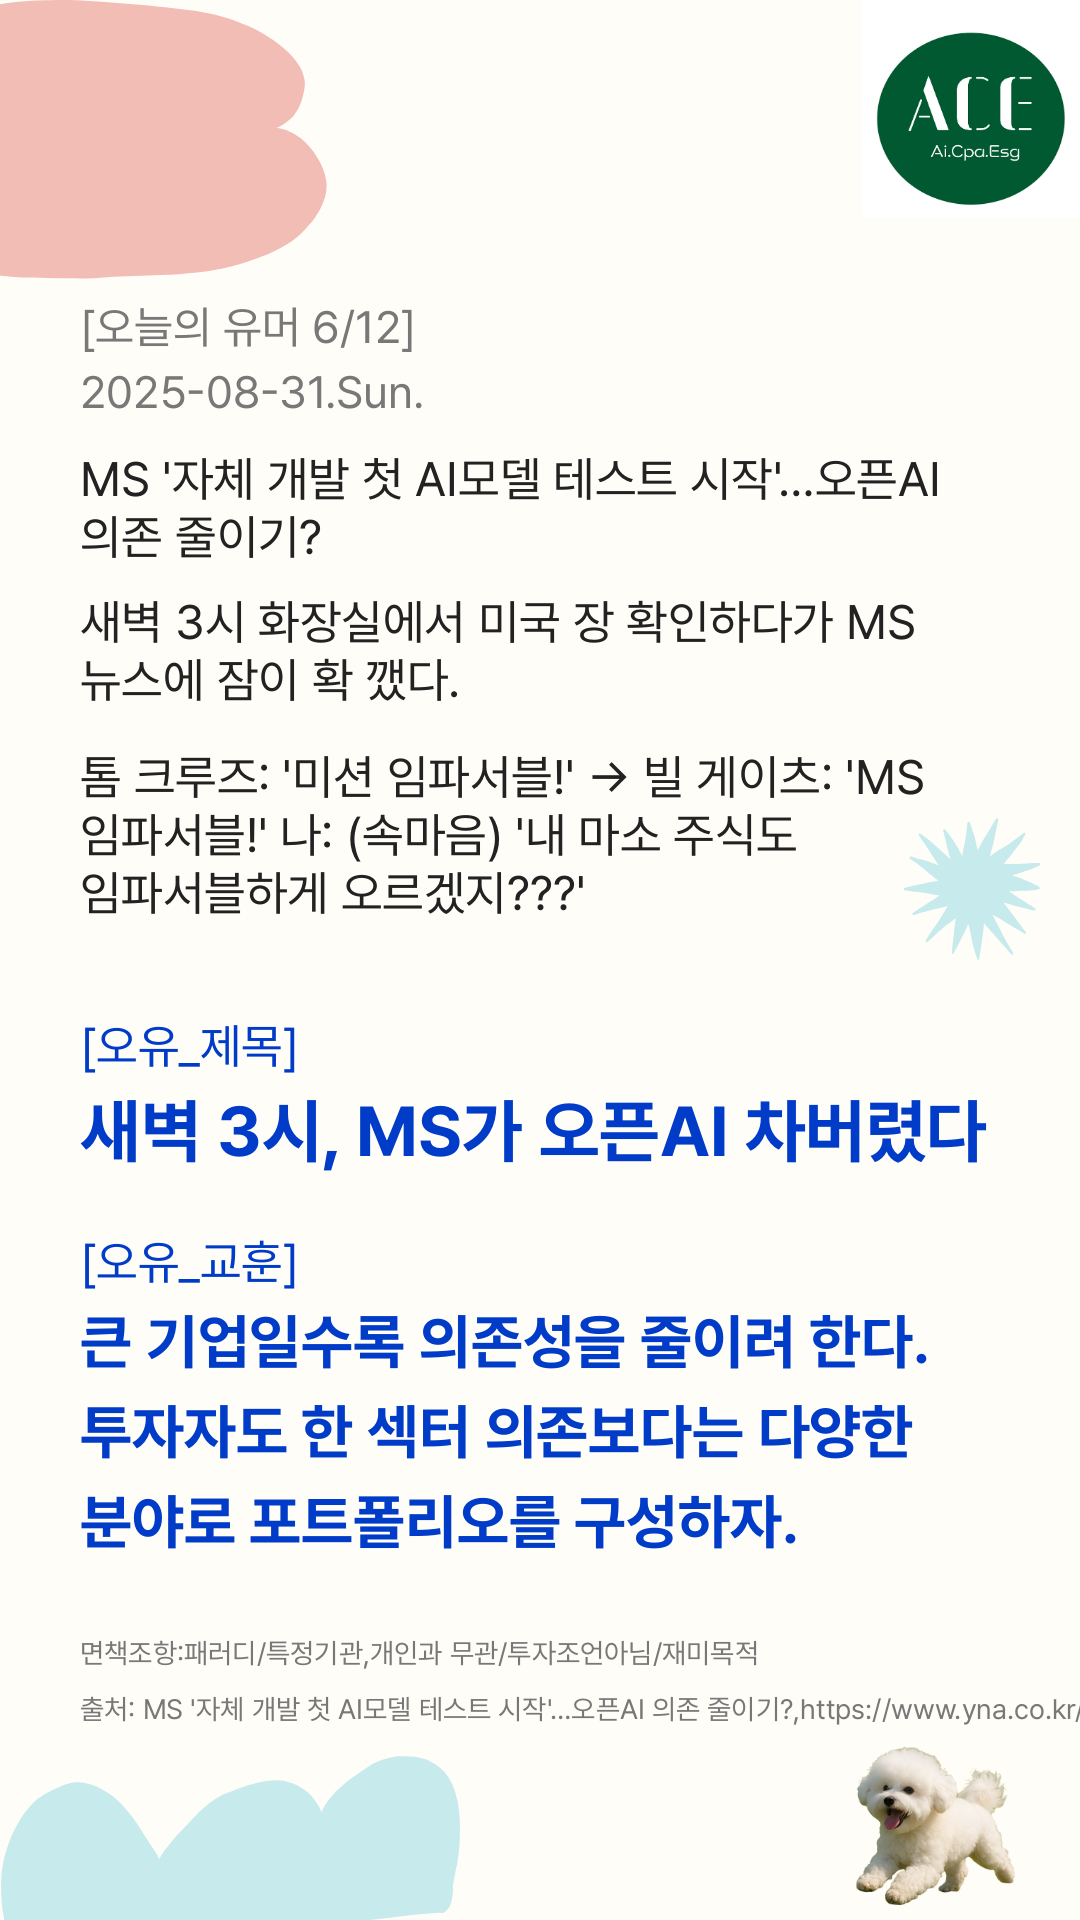 ACE
Ai.Cpa.Esg
[오늘의 유머 6/12]
2025-08-31.Sun.
MS '자체 개발 첫 AI모델 테스트 시작'…오픈AI
의존 줄이기?
새벽 3시 화장실에서 미국 장 확인하다가 MS
뉴스에 잠이 확 깼다.
톰 크루즈: '미션 임파서블!' → 빌 게이츠: 'MS
임파서블!' 나: (속마음) '내 마소 주식도
임파서블하게 오르겠지???'
[오유_제목]
새벽 3시, MS가 오픈AI 차버렸다
[오유_교훈]
큰 기업일수록 의존성을 줄이려 한다.
투자자도 한 섹터 의존보다는 다양한
분야로 포트폴리오를 구성하자.
면책조항:패러디/특정기관,개인과 무관/투자조언아님/재미목적
출처: MS '자체 개발 첫 AI모델 테스트 시작'…오픈AI 의존 줄이기?,https://www.yna.co.kr/